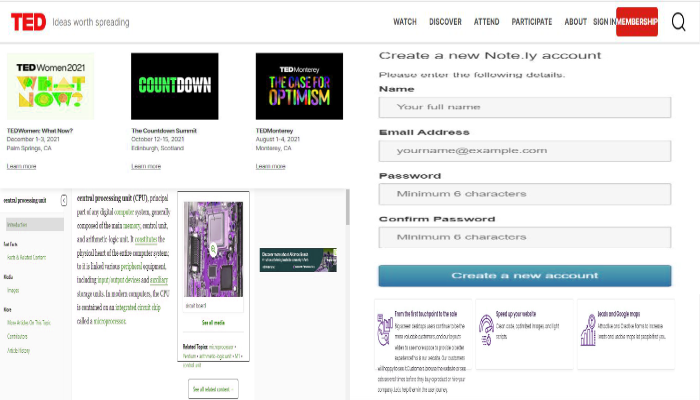 TED ideas worth spreading
WATCH DISCOVER ATTEND PARTICIPATE ABOUT SIGN IN MEMBERSHIP
TEDWomen 2021
WHAT
NOW?
COUNTDOWN
TEDMonterey
THE CASE FOR
OPTIMISM
TEDWomen: What Now?
December 1-3, 2021
Palm Springs, CA
Learn more
The Countdown Summit
October 12-15, 2021
Edinburgh, Scotland
Learn more
TEDMonterey
August 1-4, 2021
Monterey, CA
Learn more
Create a new Note.ly account
Please enter the following details.
Name
Your full name
Email Address
yourname@example.com
Password
Minimum 6 characters
Confirm Password
Minimum 6 characters
Create a new account
central processing unit
Introduction
Fast Facts
Facts & Related Content
Media
Images
More
More Articles On This Topic
Contributors
Article History
central processing unit (CPU), principal
part of any digital computer system, generally
composed of the main memory, control unit,
and arithmetic-logic unit. It constitutes the
physical heart of the entire computer system;
to it is linked various peripheral equipment,
including input/output devices and auxiliary
storage units. In modern computers, the CPU
is contained on an integrated circuit chip
called a microprocessor.
circuit board
See all media
Related Topics: microprocessor •
Pentium • arithmetic-logic unit • M1 •
control unit
See all related content →
From the first touchpoint to the sale
Speed up your website
Clean code, optimized images, and light
scripts.
Locals and Google maps
Attractive and Creative forms to increase